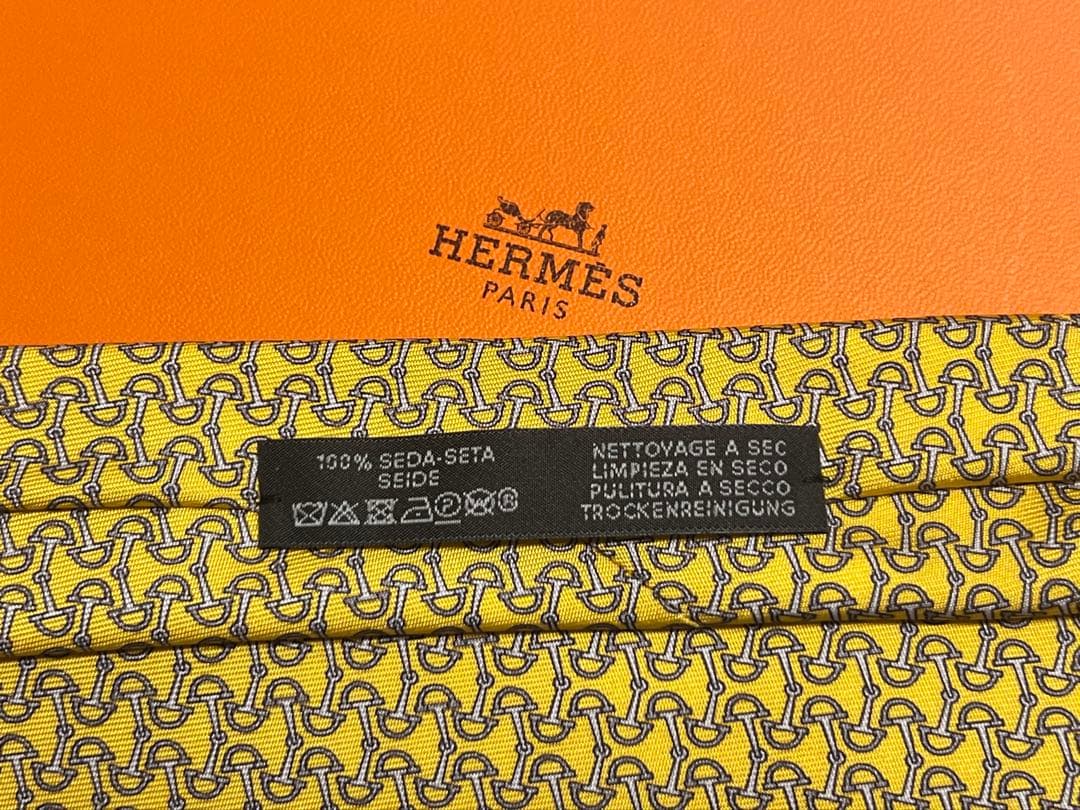 HERMÈS
PARIS
100% SEDA-SETA
SEIDE
NETTOYAGE A SEC
LIMPIEZA EN SECO
PULITURA A SECCO
TROCKENREINIGUNG